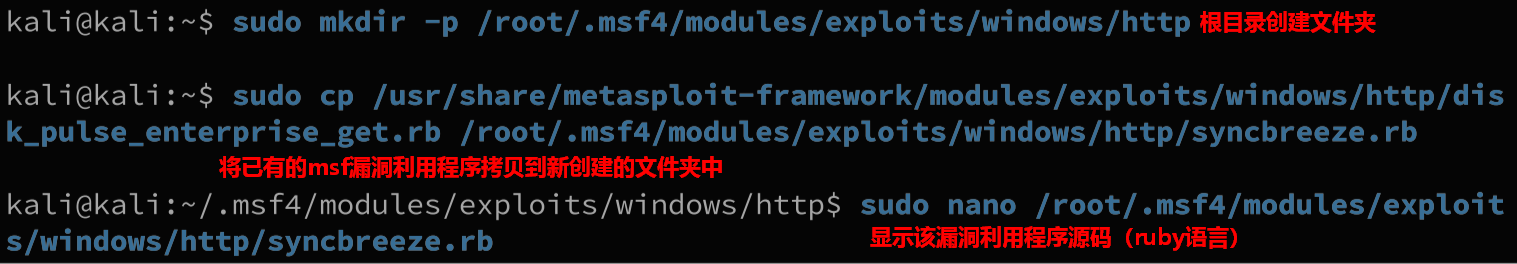 kali@kali:~$ sudo mkdir -p /root/.msf4/modules/exploits/windows/http 根目录创建文件夹
kali@kali:~$ sudo cp /usr/share/metasploit-framework/modules/exploits/windows/http/dis
k_pulse_enterprise_get.rb /root/.msf4/modules/exploits/windows/http/syncbreeze.rb
将已有的msf漏洞利用程序拷贝到新创建的文件夹中
kali@kali:~/.msf4/modules/exploits/windows/http$ sudo nano /root/.msf4/modules/exploit
s/windows/http/syncbreeze.rb
显示该漏洞利用程序源码（ruby语言）